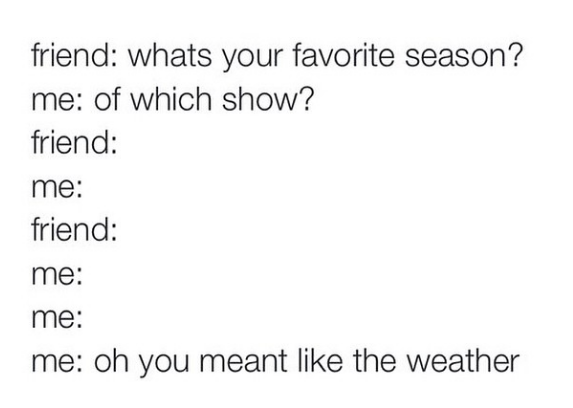 friend: whats your favorite season?
me: of which show?
friend:
me:
friend:
me:
me:
me: oh you meant like the weather